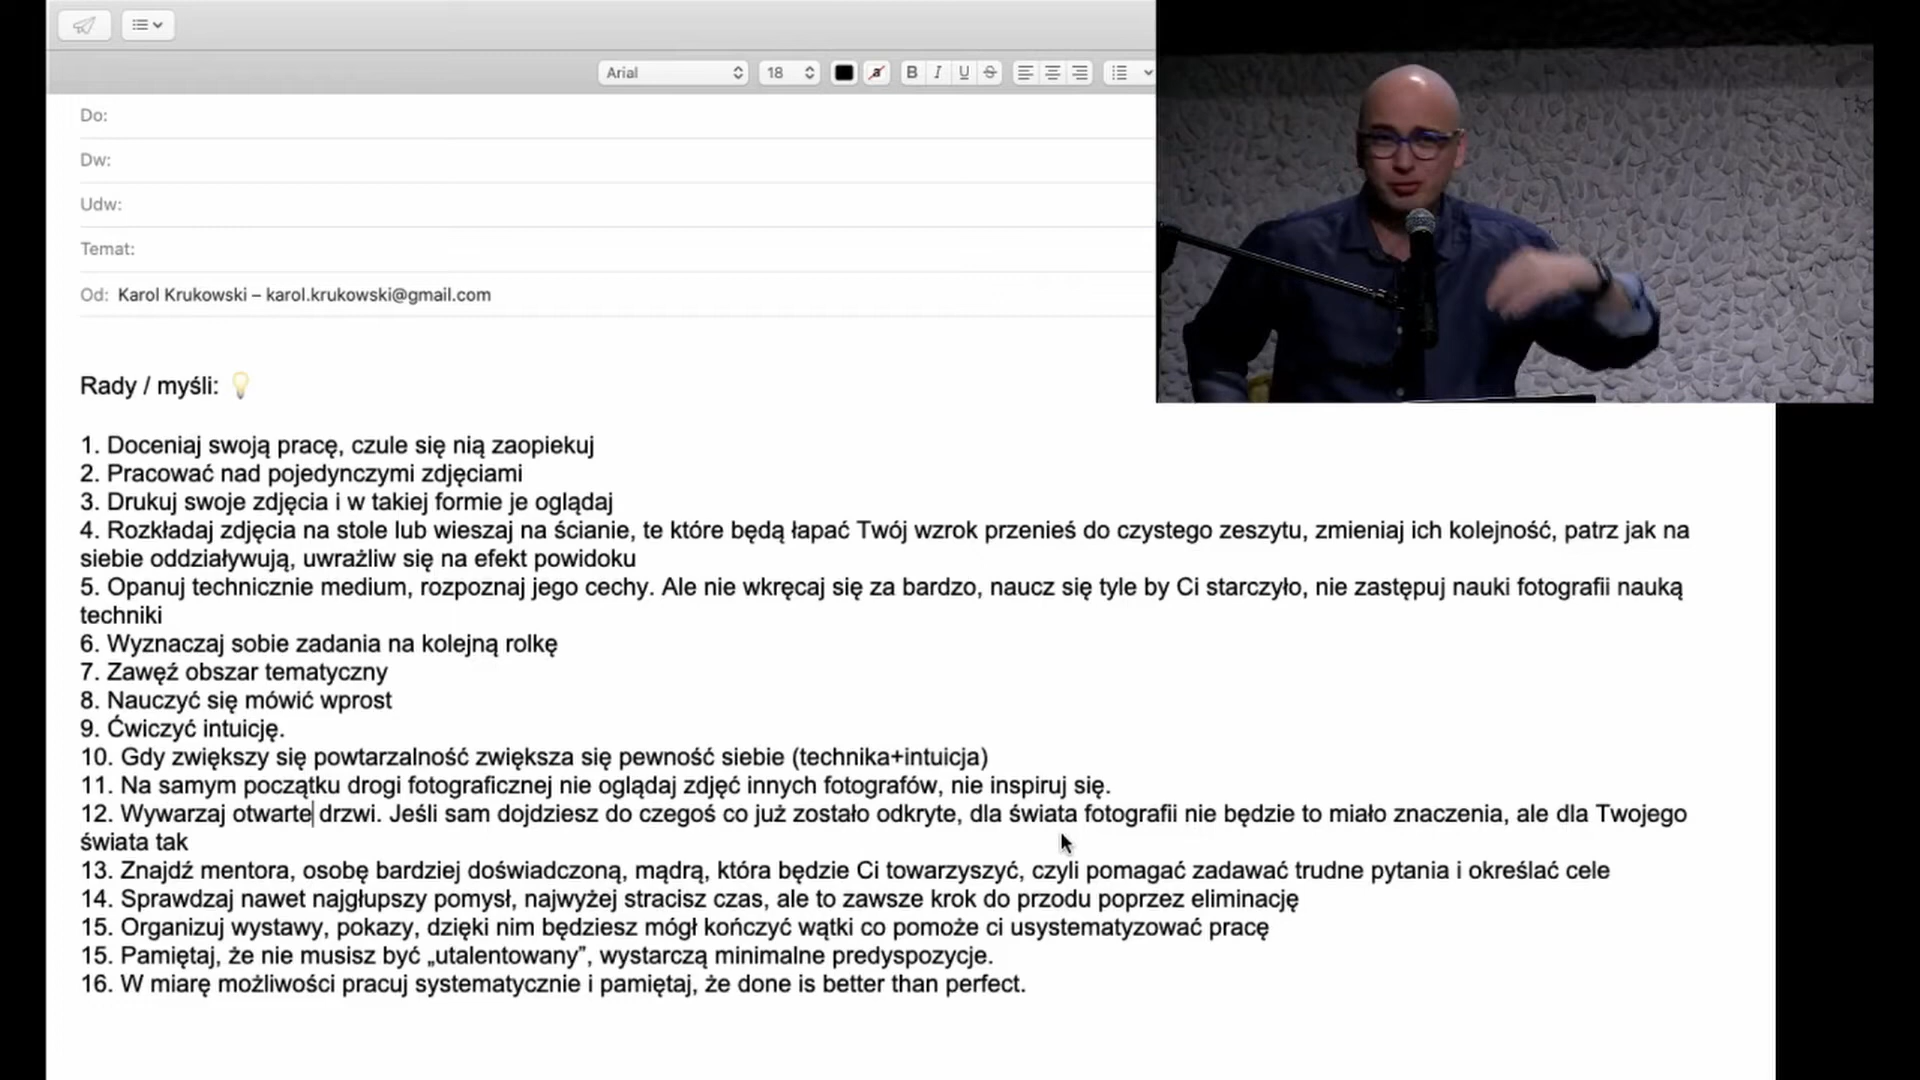 Arial
18
B I U S
Do:
Dw:
Udw:
Temat:
Od: Karol Krukowski – karol.krukowski@gmail.com
Rady / myśli: 💡
1. Doceniaj swoją pracę, czule się nią zaopiekuj
2. Pracować nad pojedynczymi zdjęciami
3. Drukuj swoje zdjęcia i w takiej formie je oglądaj
4. Rozkładaj zdjęcia na stole lub wieszaj na ścianie, te które będą łapać Twój wzrok przenieś do czystego zeszytu, zmieniaj ich kolejność, patrz jak na
siebie oddziaływują, uwrażliw się na efekt powidoku
5. Opanuj technicznie medium, rozpoznaj jego cechy. Ale nie wkręcaj się za bardzo, naucz się tyle by Ci starczyło, nie zastępuj nauki fotografii nauką
techniki
6. Wyznaczaj sobie zadania na kolejną rolkę
7. Zawęź obszar tematyczny
8. Nauczyć się mówić wprost
9. Ćwiczyć intuicję.
10. Gdy zwiększy się powtarzalność zwiększa się pewność siebie (technika+intuicja)
11. Na samym początku drogi fotograficznej nie oglądaj zdjęć innych fotografów, nie inspiruj się.
12. Wywarzaj otwarte drzwi. Jeśli sam dojdziesz do czegoś co już zostało odkryte, dla świata fotografii nie będzie to miało znaczenia, ale dla Twojego
świata tak
13. Znajdź mentora, osobę bardziej doświadczoną, mądrą, która będzie Ci towarzyszyć, czyli pomagać zadawać trudne pytania i określać cele
14. Sprawdzaj nawet najgłupszy pomysł, najwyżej stracisz czas, ale to zawsze krok do przodu poprzez eliminację
15. Organizuj wystawy, pokazy, dzięki nim będziesz mógł kończyć wątki co pomoże ci usystematyzować pracę
15. Pamiętaj, że nie musisz być „utalentowany”, wystarczą minimalne predyspozycje.
16. W miarę możliwości pracuj systematycznie i pamiętaj, że done is better than perfect.